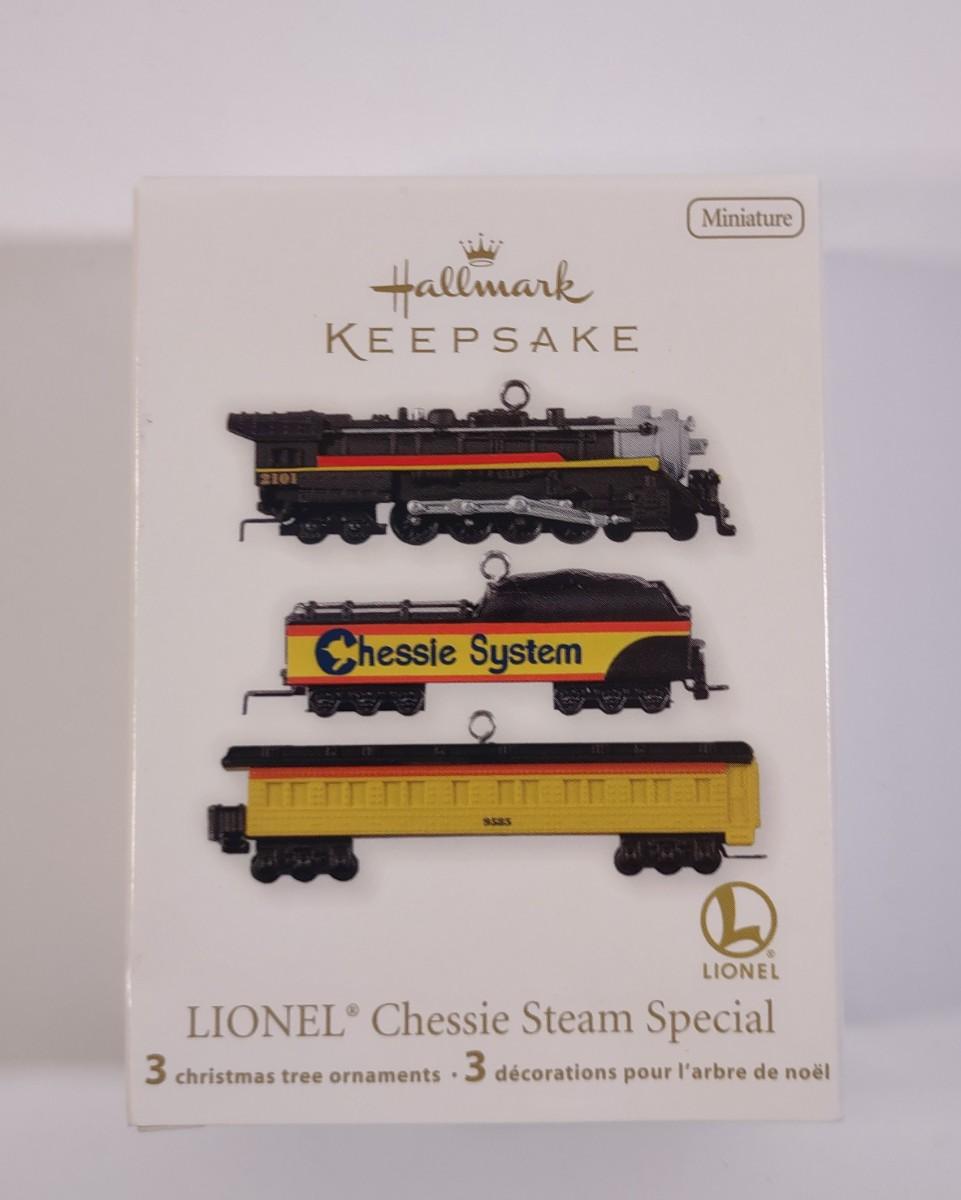 Miniature
Hallmark
KEEPSAKE
2101
Chessie System
9585
L®
LIONEL
LIONEL® Chessie Steam Special
3 christmas tree ornaments · 3 décorations pour l'arbre de noël